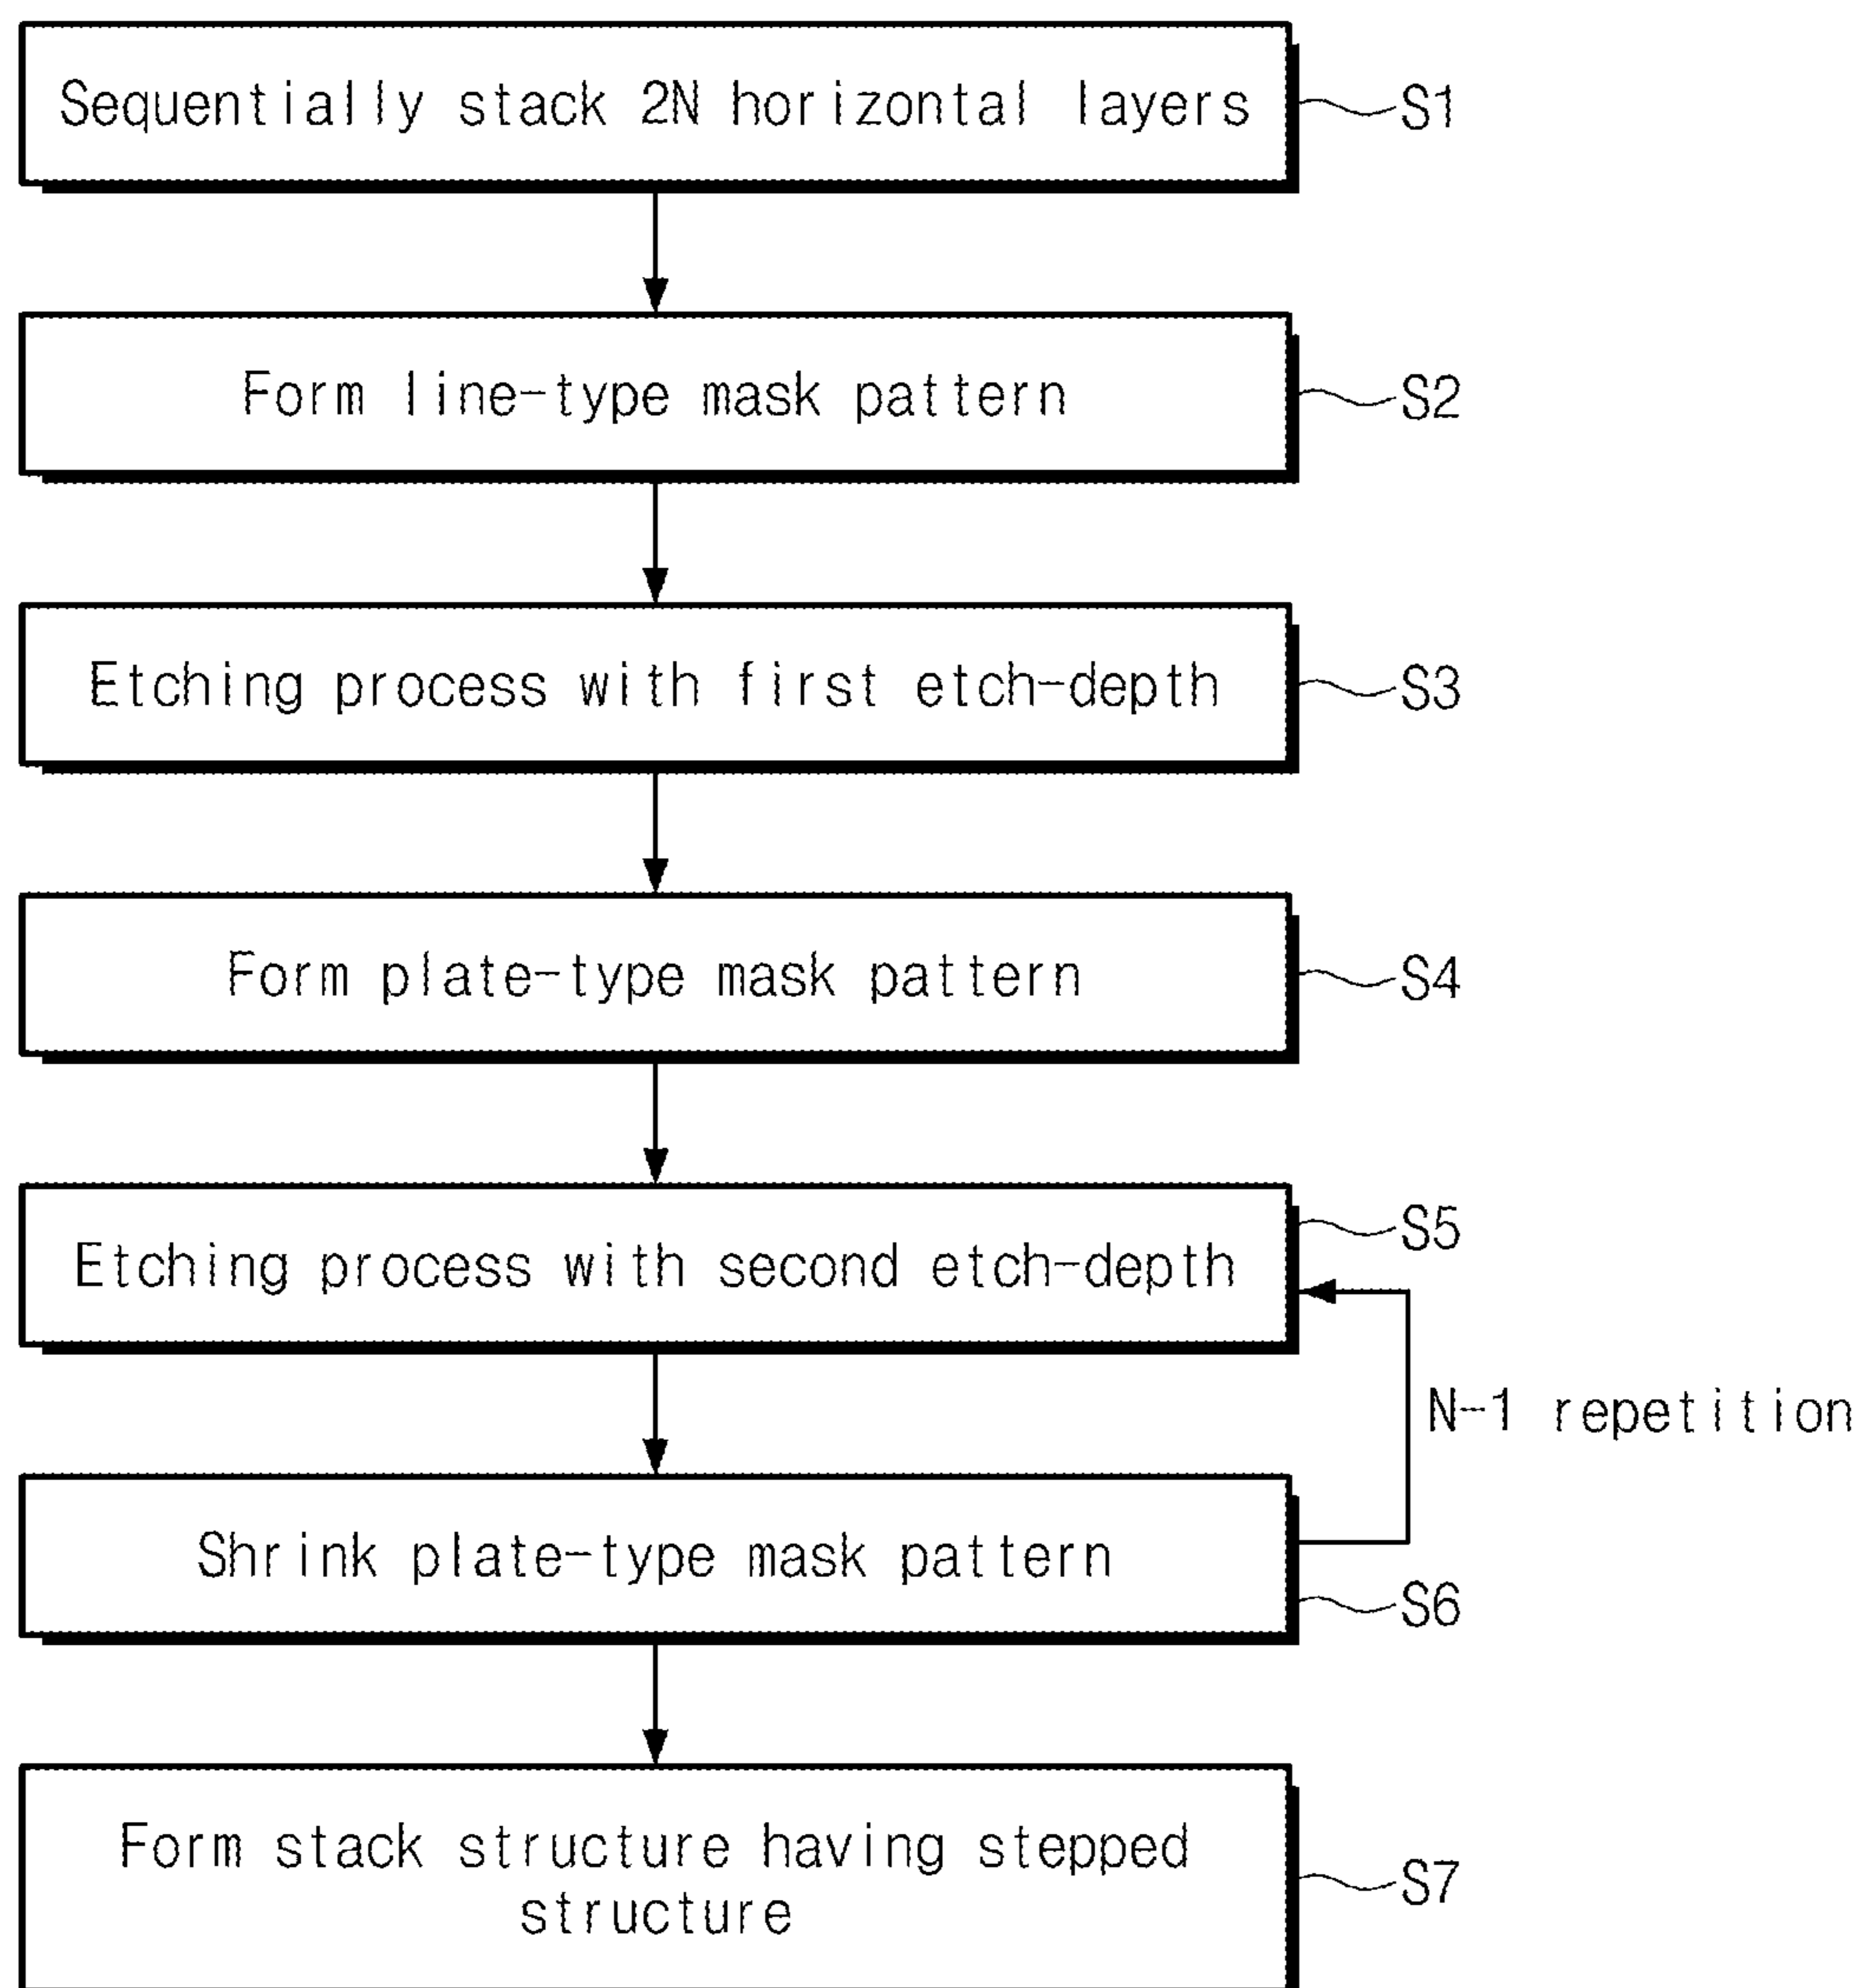 Sequentially stack 2N horizontal layers
S1
Form line-type mask pattern
S2
Etching process with first etch-depth
S3
Form plate-type mask pattern
S4
Etching process with second etch-depth
S5
N-1 repetition
Shrink plate-type mask pattern
S6
Form stack structure having stepped
structure
S7